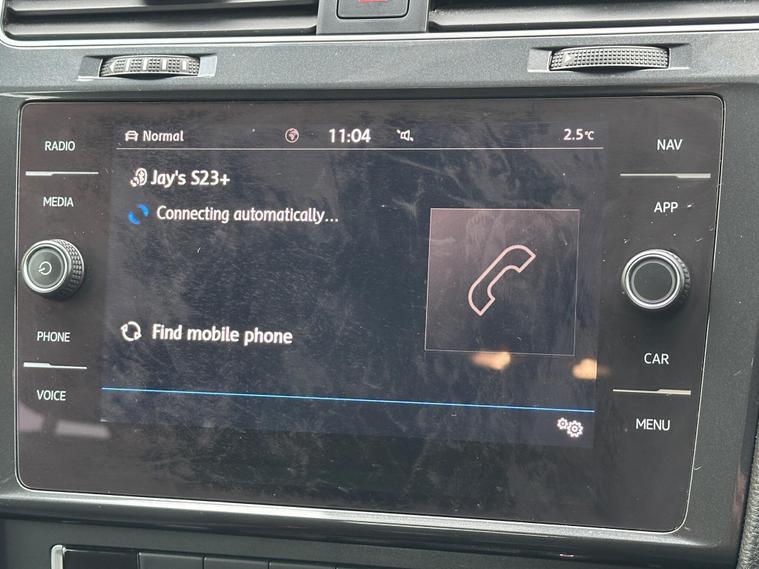 RADIO
MEDIA
PHONE
VOICE
Normal
11:04
2.5°C
Jay's S23+
Connecting automatically...
Find mobile phone
NAV
APP
CAR
MENU